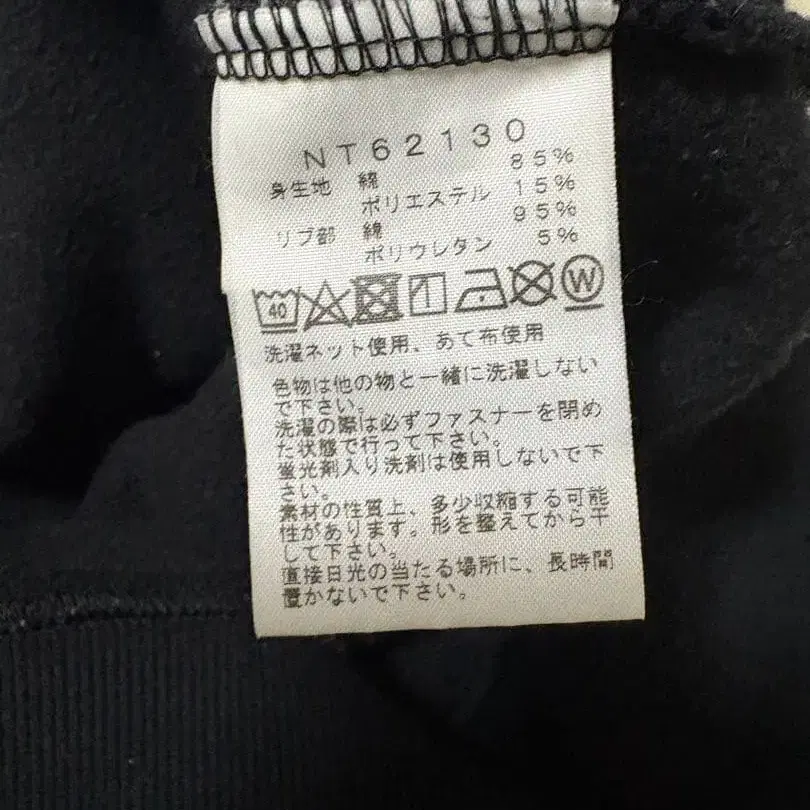 NT62130
身生地 綿 85%
ポリエステル 15%
リブ部 綿 95%
ポリウレタン 5%
40 W
洗濯ネット使用、あて布使用
色物は他の物と一緒に洗濯しない
で下さい。
洗濯の際は必ずファスナーを閉め
た状態で行って下さい。
蛍光剤入り洗剤は使用しないで下
さい。
素材の性質上、多少収縮する可能
性があります。形を整えてから干
して下さい。
直接日光の当たる場所に、長時間
置かないで下さい。